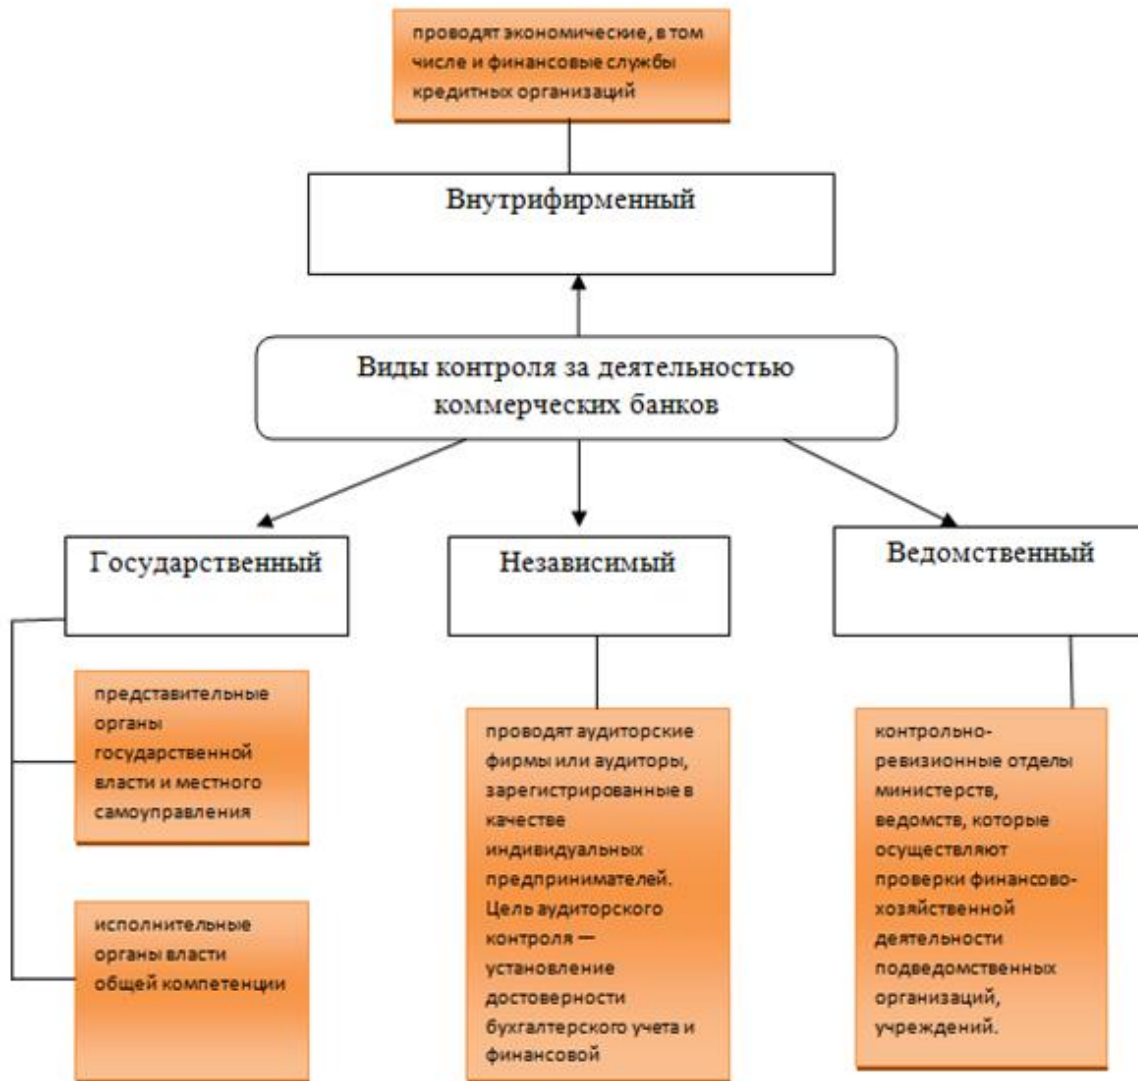 проводят экономические, в том
числе и финансовые службы
кредитных организаций
Внутрифирменный
Виды контроля за деятельностью
коммерческих банков
Государственный
Независимый
Ведомственный
представительные
органы
государственной
власти и местного
самоуправления
исполнительные
органы власти
общей компетенции
проводят аудиторские
фирмы или аудиторы,
зарегистрированные в
качестве
индивидуальных
предпринимателей.
Цель аудиторского
контроля —
установление
достоверности
бухгалтерского учета и
финансовой
контрольно-
ревизионные отделы
министерств,
ведомств, которые
осуществляют
проверки финансово-
хозяйственной
деятельности
подведомственных
организаций,
учреждений.